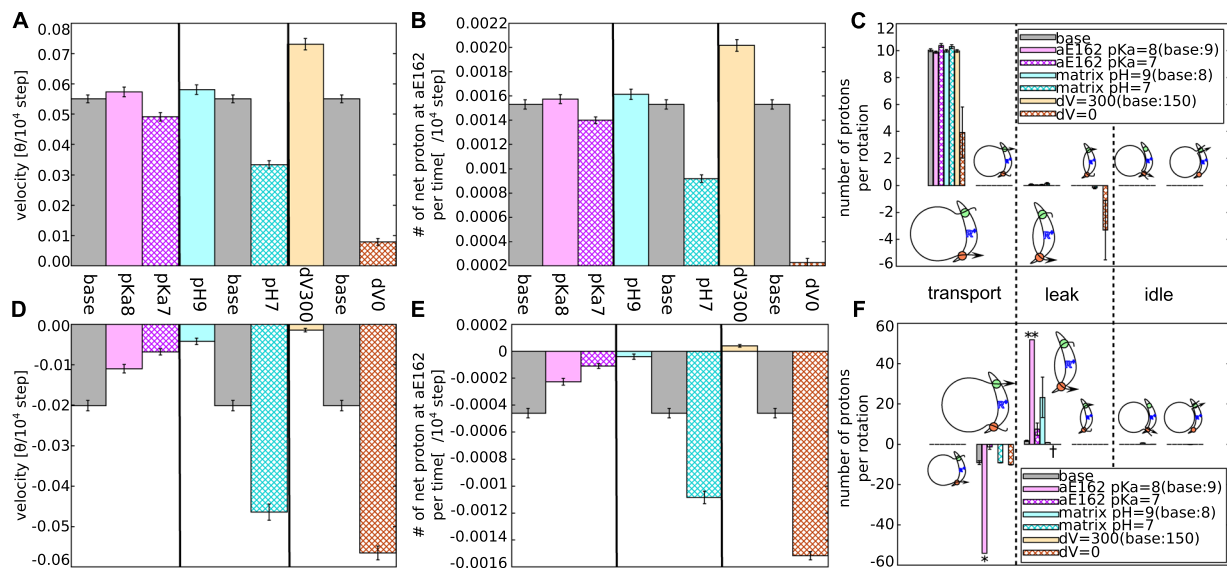 A
velocity [θ/10⁴ step]
0.08
0.07
0.06
0.05
0.04
0.03
0.02
0.01
0.00
B
# of net proton at aE162
per time[ /10⁴ step]
0.0022
0.0020
0.0018
0.0016
0.0014
0.0012
0.0010
0.0008
0.0006
0.0004
0.0002
C
number of protons
per rotation
12
10
8
6
4
2
0
-2
-4
-6
base
aE162 pKa=8(base:9)
aE162 pKa=7
matrix pH=9(base:8)
matrix pH=7
dV=300(base:150)
dV=0
base
pKa8
pKa7
pH9
base
pH7
dV300
base
dV0
base
pKa8
pKa7
pH9
base
pH7
dV300
base
dV0
transport
leak
idle
D
velocity [θ/10⁴ step]
0.00
-0.01
-0.02
-0.03
-0.04
-0.05
-0.06
E
# of net proton at aE162
per time[ /10⁴ step]
0.0002
0
-0.0002
-0.0004
-0.0006
-0.0008
-0.0010
-0.0012
-0.0014
-0.0016
F
number of protons
per rotation
60
40
20
0
-20
-40
-60
**
†
*
base
aE162 pKa=8(base:9)
aE162 pKa=7
matrix pH=9(base:8)
matrix pH=7
dV=300(base:150)
dV=0